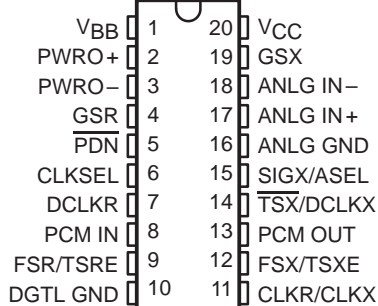 VBB 1 20 VCC
PWRO+ 2 19 GSX
PWRO– 3 18 ANLG IN–
GSR 4 17 ANLG IN+
PDN 5 16 ANLG GND
CLKSEL 6 15 SIGX/ASEL
DCLKR 7 14 TSX/DCLKX
PCM IN 8 13 PCM OUT
FSR/TSRE 9 12 FSX/TSXE
DGTL GND 10 11 CLKR/CLKX